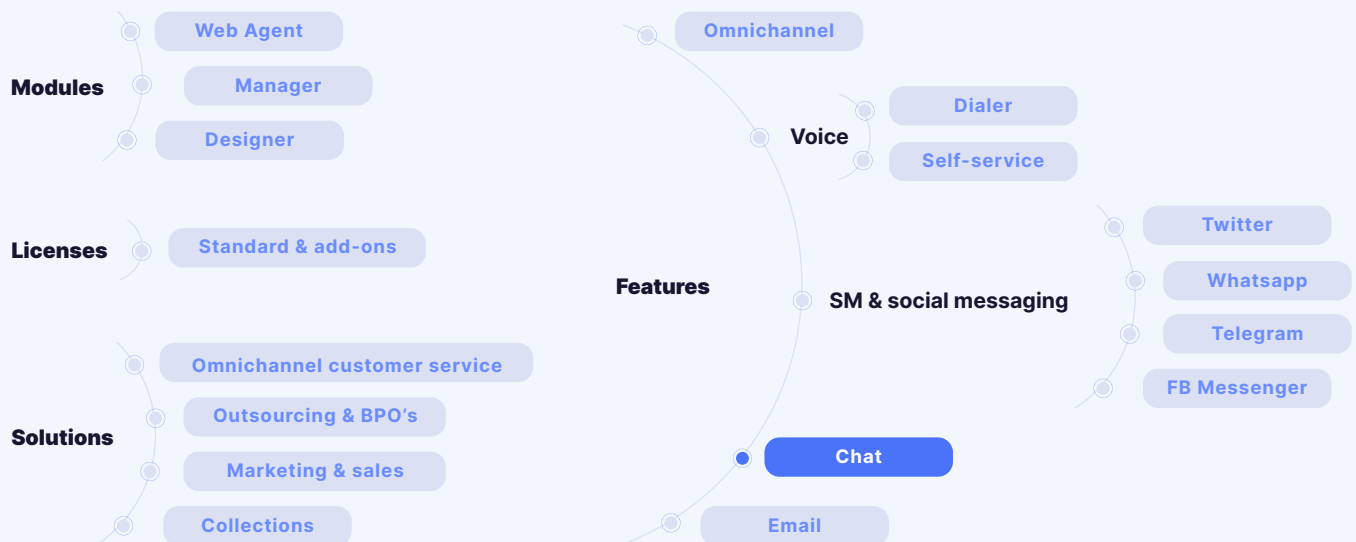 Modules
Web Agent
Manager
Designer
Licenses
Standard & add-ons
Solutions
Omnichannel customer service
Outsourcing & BPO’s
Marketing & sales
Collections
Features
Omnichannel
Voice
Dialer
Self-service
SM & social messaging
Twitter
Whatsapp
Telegram
FB Messenger
Chat
Email